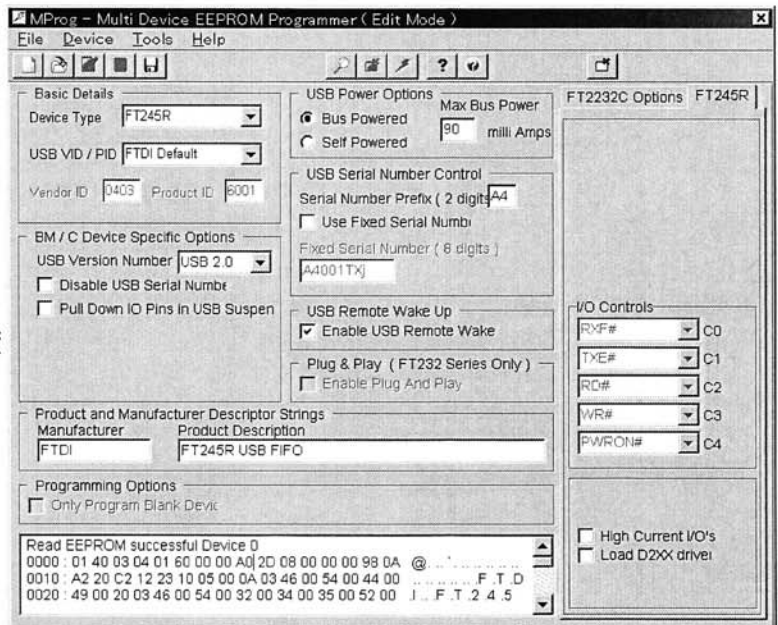 MProg - Multi Device EEPROM Programmer ( Edit Mode )
File Device Tools Help
Basic Details
Device Type FT245R
USB VID / PID FTDI Default
Vendor ID 0403 Product ID 6001
BM / C Device Specific Options
USB Version Number USB 2.0
Disable USB Serial Numbe
Pull Down IO Pins in USB Suspen
USB Power Options
Bus Powered
Self Powered
Max Bus Power
90 milli Amps
USB Serial Number Control
Serial Number Prefix ( 2 digits A4
Use Fixed Serial Numb
Fixed Serial Number ( 8 digits )
A4001TXj
USB Remote Wake Up
Enable USB Remote Wake
Plug & Play ( FT232 Series Only )
Enable Plug And Play
FT2232C Options FT245R
I/O Controls
RXF# C0
TXE# C1
RD# C2
WR# C3
PWRON# C4
Product and Manufacturer Descriptor Strings
Manufacturer Product Description
FTDI FT245R USB FIFO
Programming Options
Only Program Blank Devic
High Current I/O's
Load D2XX driver
Read EEPROM successful Device 0
0000 : 01 40 03 04 01 60 00 00 A0 2D 08 00 00 00 98 0A @
0010 : A2 20 C2 12 23 10 05 00 0A 03 46 00 54 00 44 00 .F .T .D
0020 : 49 00 20 03 46 00 54 00 32 00 34 00 35 00 52 00 .I . .F .T .2 .4 .5